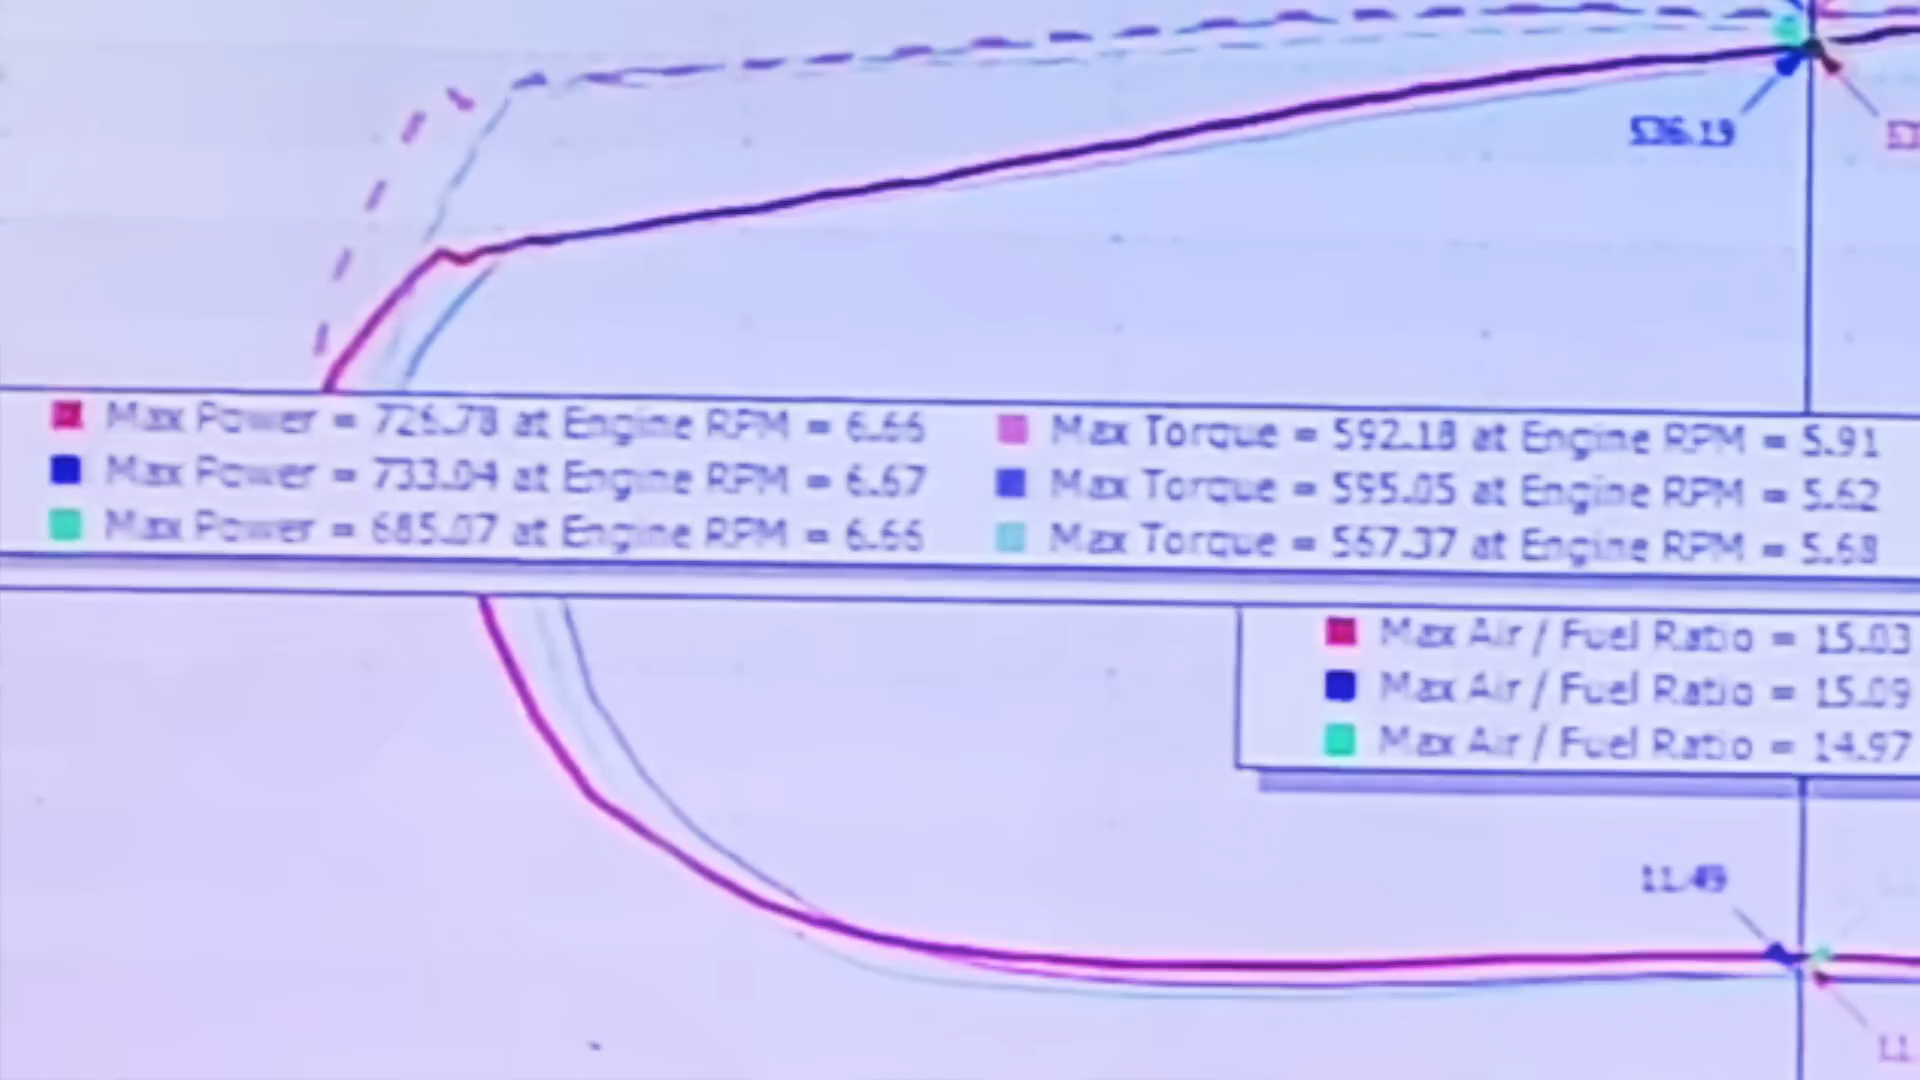 536.19
Max Power = 726.78 at Engine RPM = 6.66
Max Torque = 592.18 at Engine RPM = 5.91
Max Power = 733.04 at Engine RPM = 6.67
Max Torque = 595.05 at Engine RPM = 5.62
Max Power = 685.07 at Engine RPM = 6.66
Max Torque = 567.37 at Engine RPM = 5.68
Max Air / Fuel Ratio = 15.03
Max Air / Fuel Ratio = 15.09
Max Air / Fuel Ratio = 14.97
11.49
11.